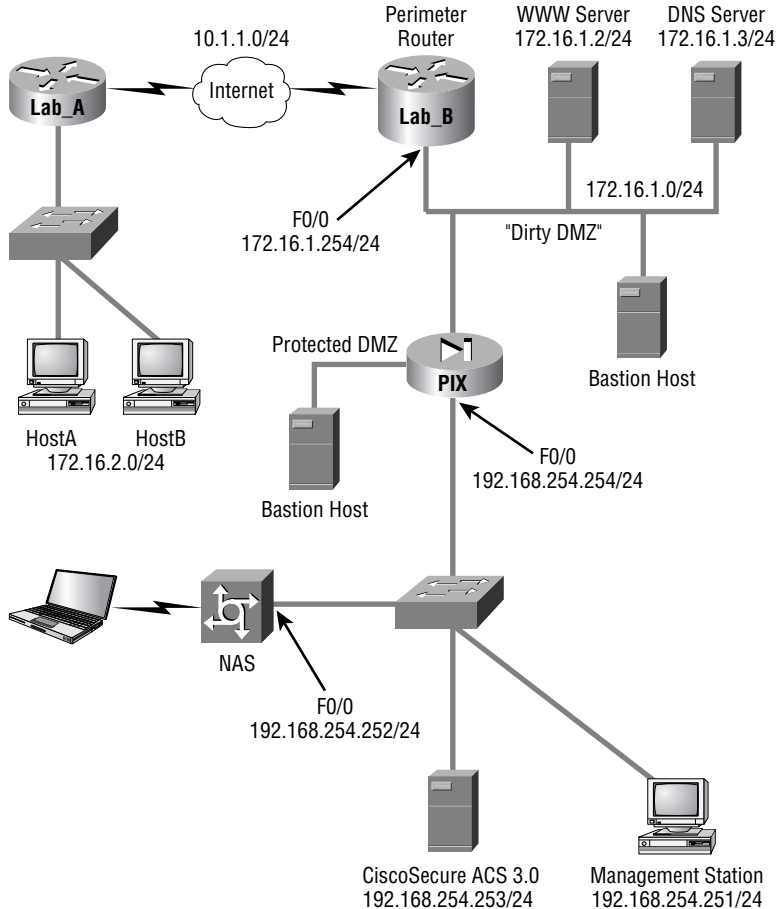 Perimeter
Router
WWW Server
172.16.1.2/24
DNS Server
172.16.1.3/24
10.1.1.0/24
Internet
Lab_A
Lab_B
172.16.1.0/24
F0/0
172.16.1.254/24
"Dirty DMZ"
Bastion Host
Protected DMZ
PIX
HostA
HostB
172.16.2.0/24
F0/0
192.168.254.254/24
Bastion Host
NAS
F0/0
192.168.254.252/24
CiscoSecure ACS 3.0
192.168.254.253/24
Management Station
192.168.254.251/24